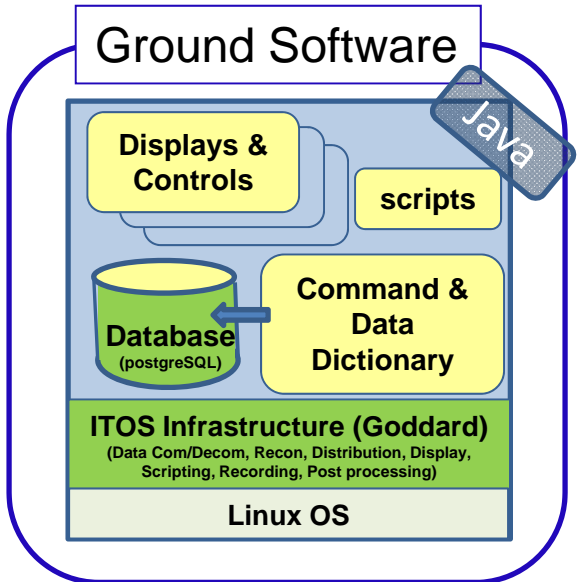 Ground Software
Java
Displays &
Controls
scripts
Command &
Data
Dictionary
Database
(postgreSQL)
ITOS Infrastructure (Goddard)
(Data Com/Decom, Recon, Distribution, Display,
Scripting, Recording, Post processing)
Linux OS